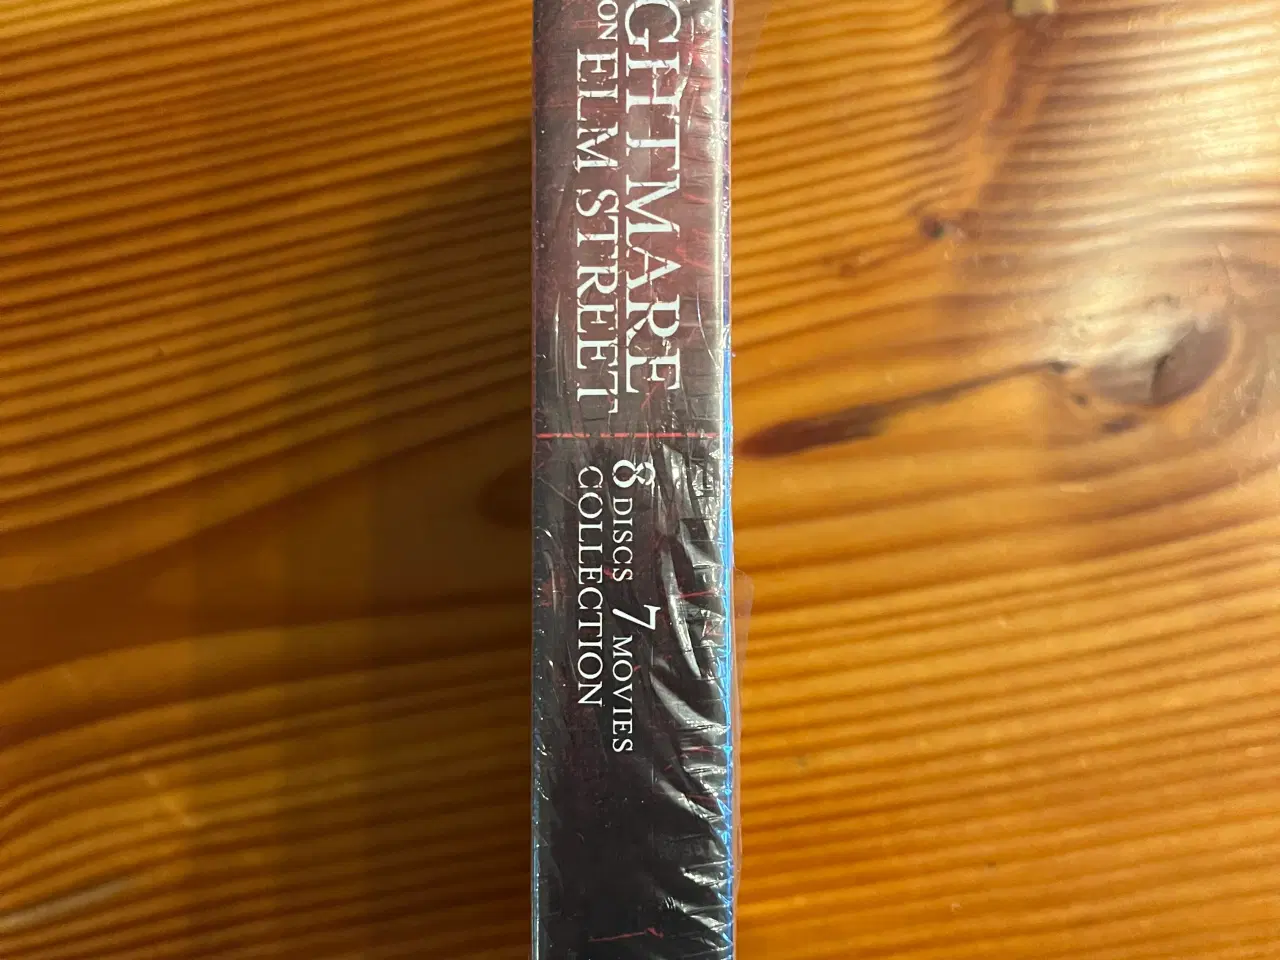 GHTMARE
ON ELM STREET
8 DISCS 7 MOVIES
COLLECTION